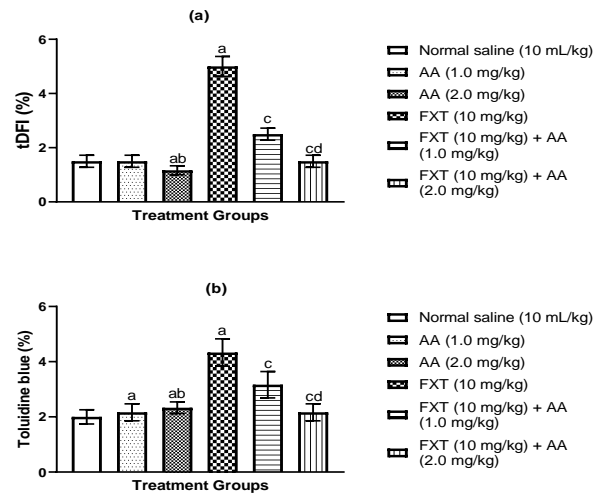 (a)
tDFI (%)
6
4
2
0
a
ab
c
cd
Treatment Groups
Normal saline (10 mL/kg)
AA (1.0 mg/kg)
AA (2.0 mg/kg)
FXT (10 mg/kg)
FXT (10 mg/kg) + AA
(1.0 mg/kg)
FXT (10 mg/kg) + AA
(2.0 mg/kg)
(b)
Toluidine blue (%)
6
4
2
0
a
ab
a
c
cd
Treatment Groups
Normal saline (10 mL/kg)
AA (1.0 mg/kg)
AA (2.0 mg/kg)
FXT (10 mg/kg)
FXT (10 mg/kg) + AA
(1.0 mg/kg)
FXT (10 mg/kg) + AA
(2.0 mg/kg)